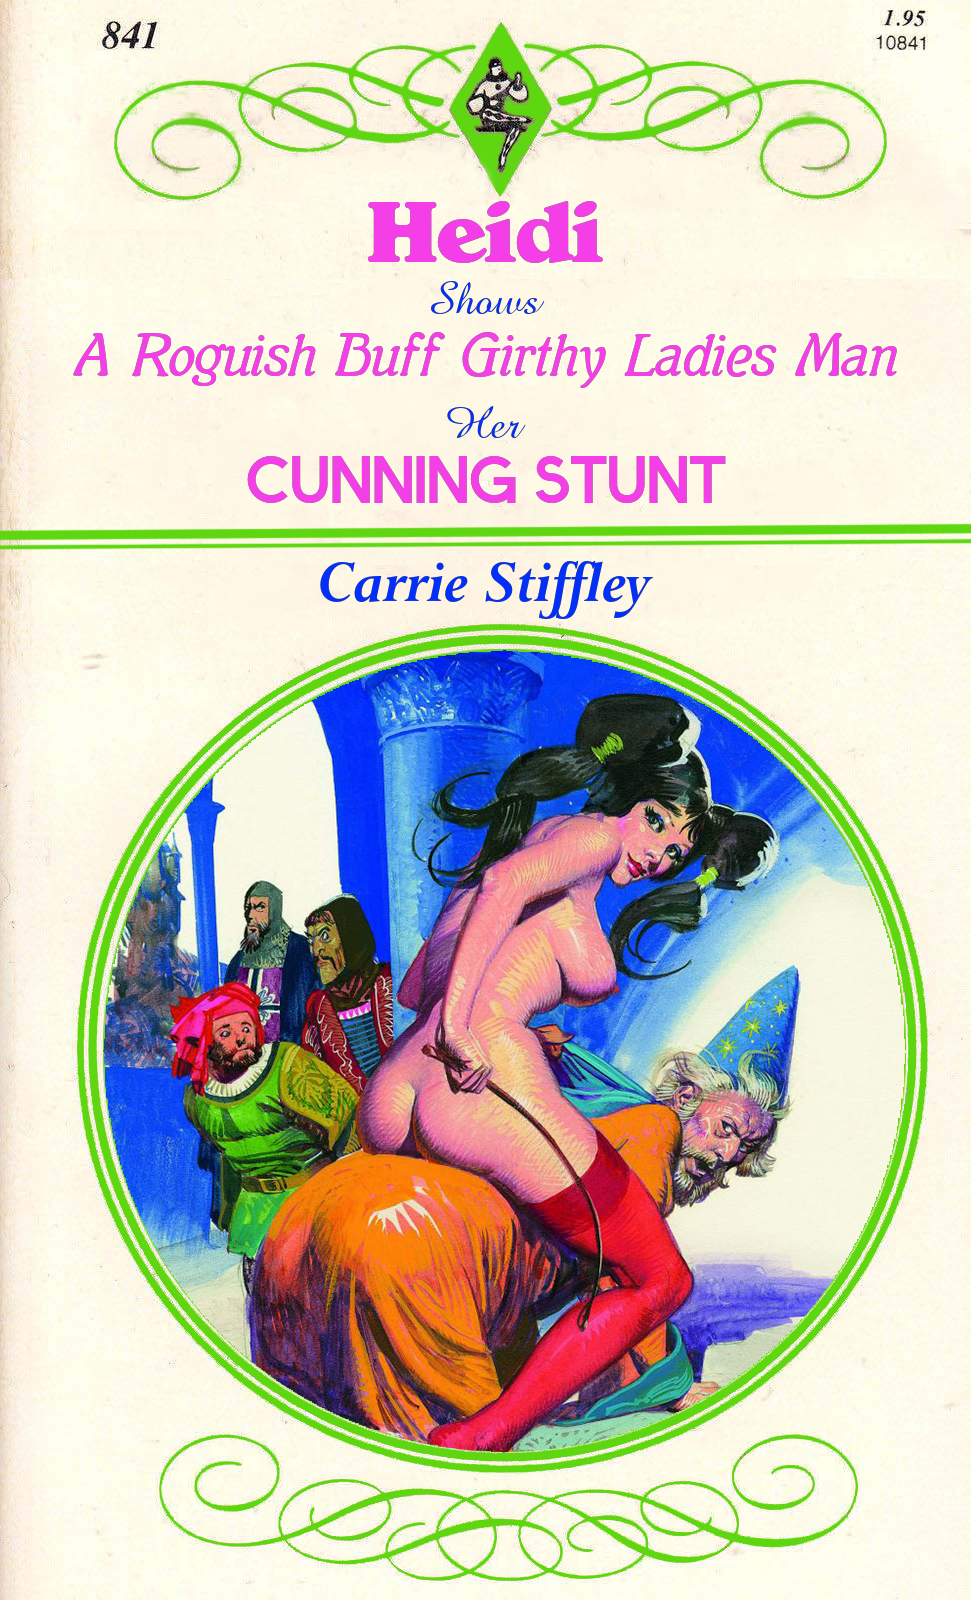 841
1.95
10841
Heidi
Shows
A Roguish Buff Girthy Ladies Man
Her
CUNNING STUNT
Carrie Stiffley